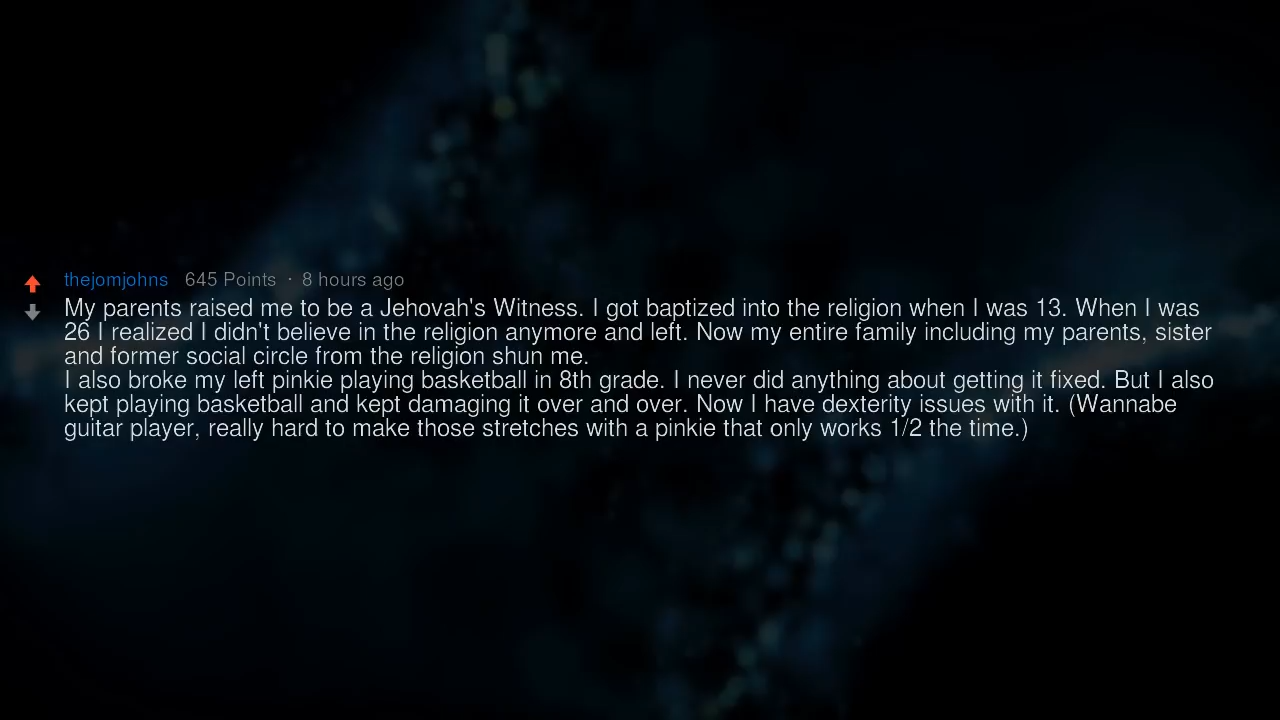 thejomjohns 645 Points · 8 hours ago
My parents raised me to be a Jehovah's Witness. I got baptized into the religion when I was 13. When I was
26 I realized I didn't believe in the religion anymore and left. Now my entire family including my parents, sister
and former social circle from the religion shun me.
I also broke my left pinkie playing basketball in 8th grade. I never did anything about getting it fixed. But I also
kept playing basketball and kept damaging it over and over. Now I have dexterity issues with it. (Wannabe
guitar player, really hard to make those stretches with a pinkie that only works 1/2 the time.)